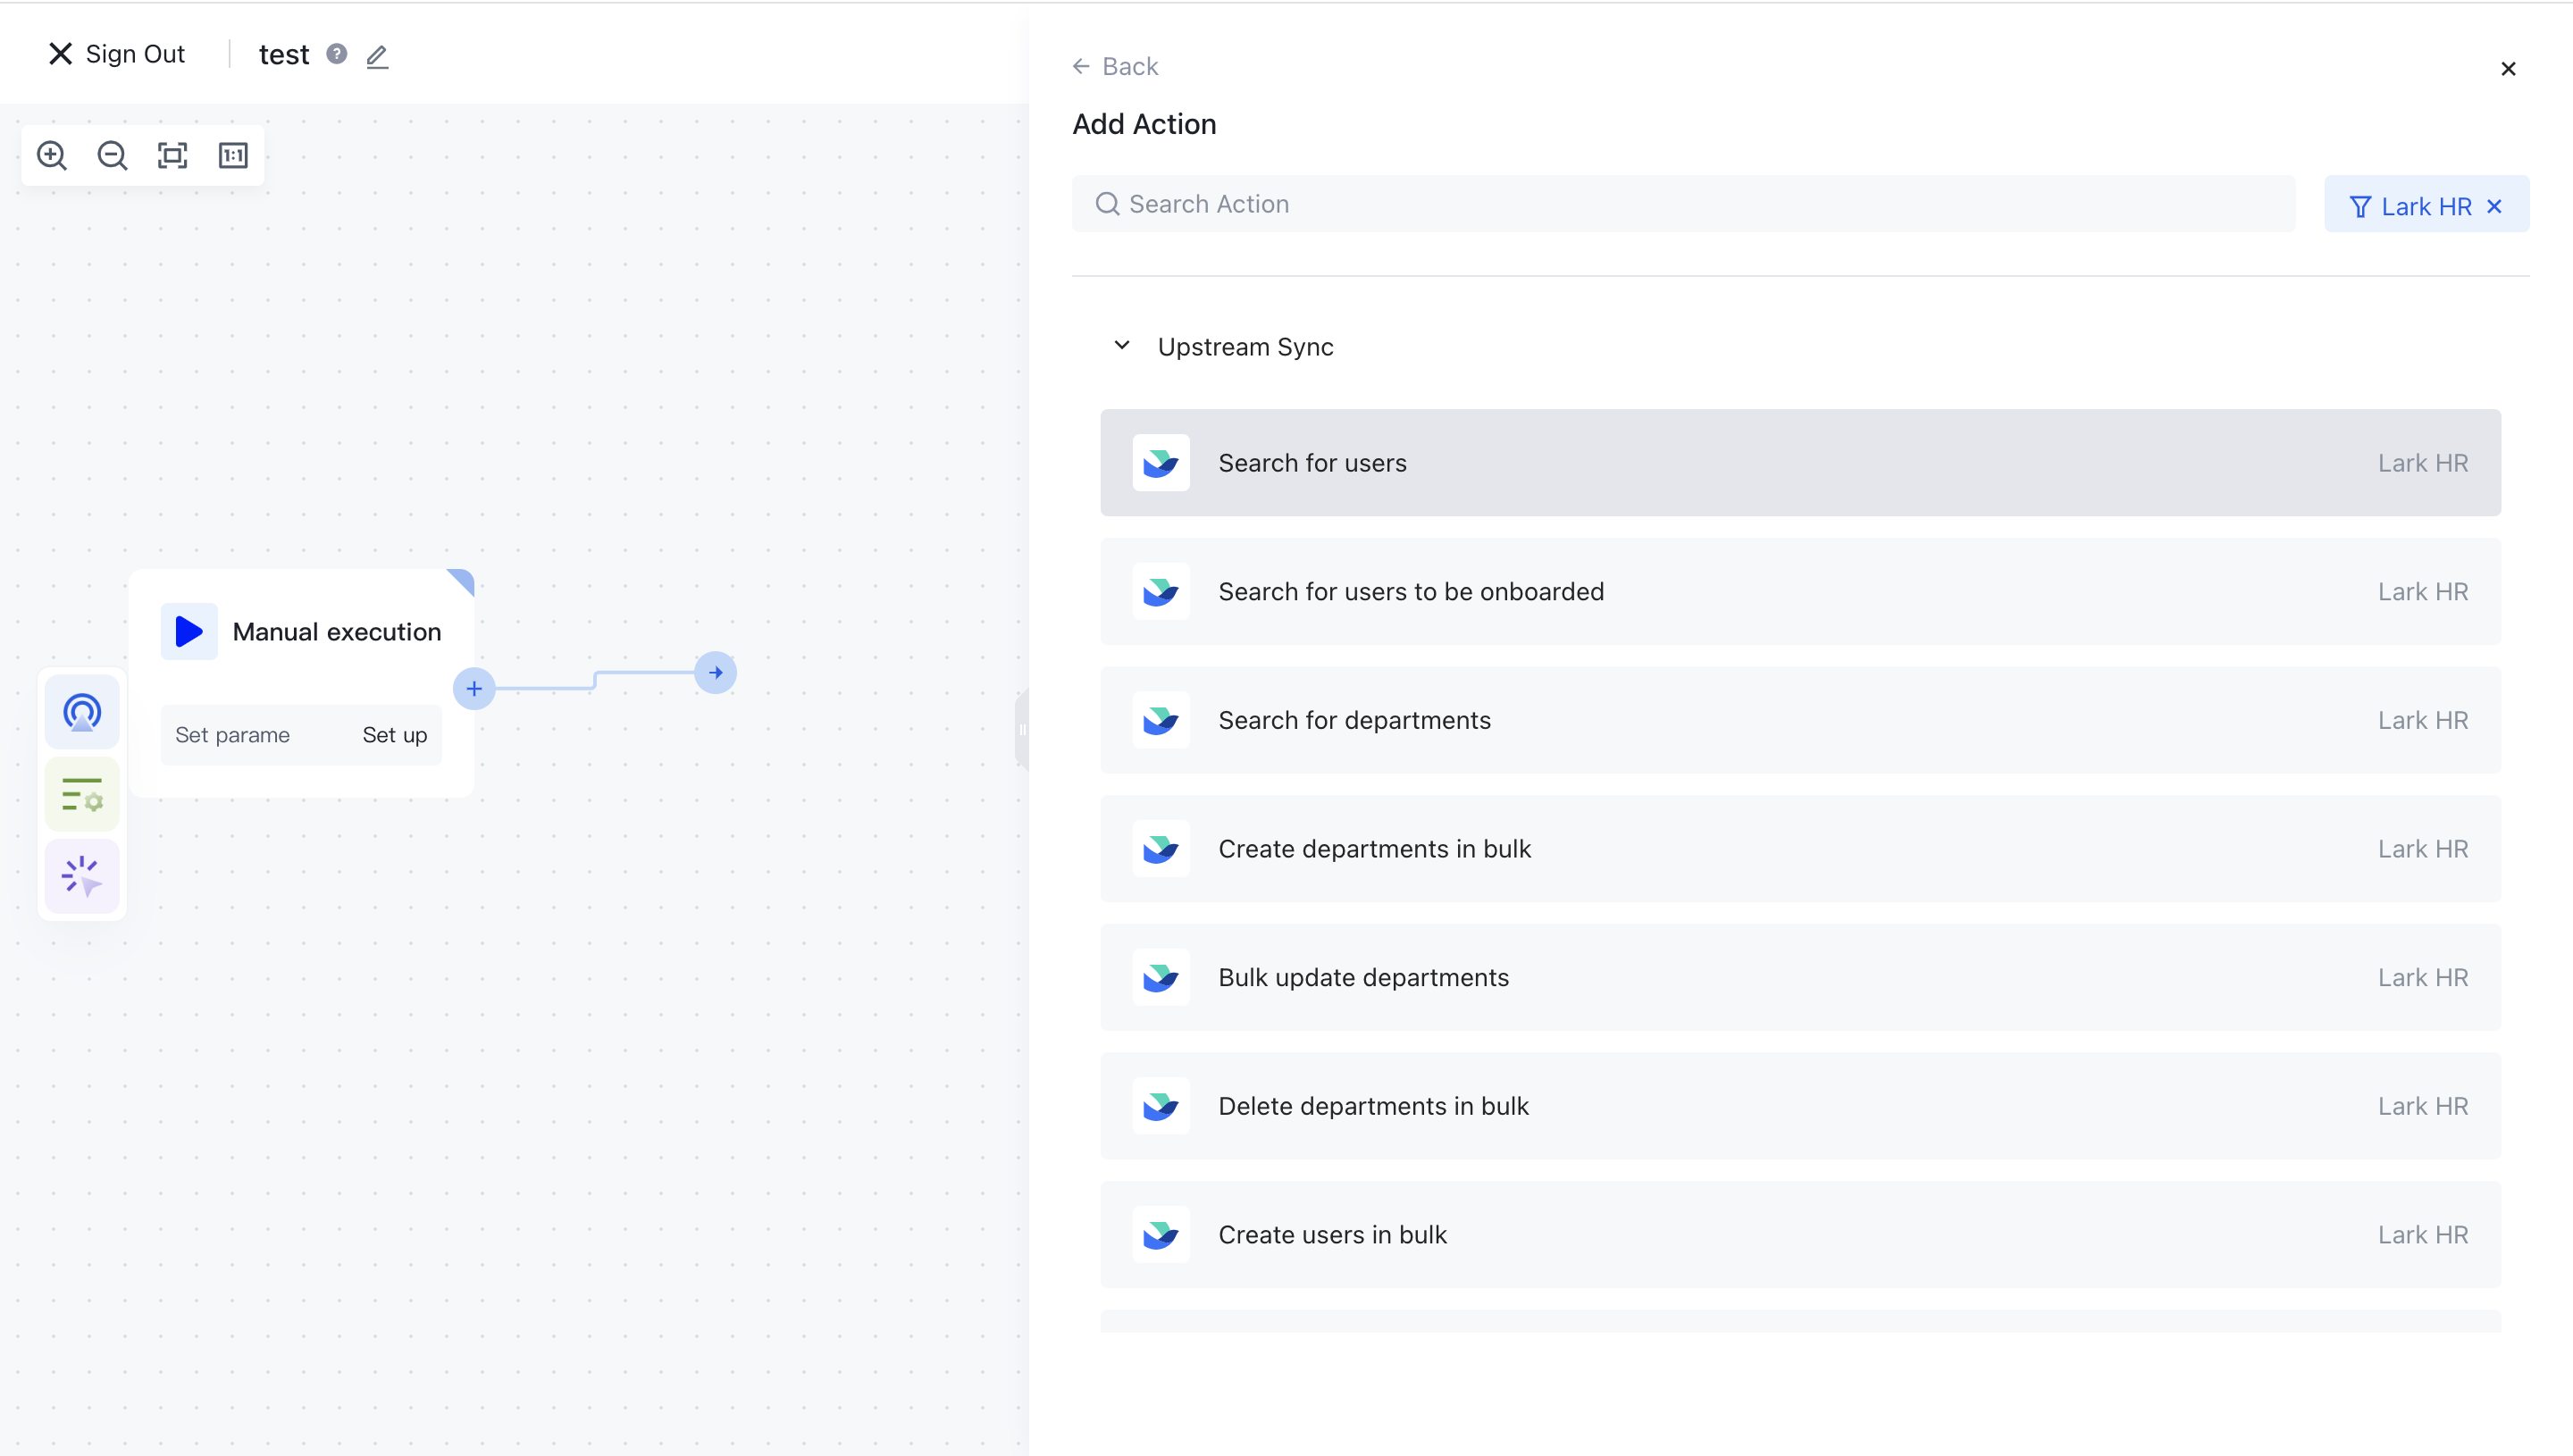 Sign Out
test
Back
Add Action
Search Action
Lark HR
1:1
Upstream Sync
Search for users
Lark HR
Search for users to be onboarded
Lark HR
Manual execution
Set parame
Set up
Search for departments
Lark HR
Create departments in bulk
Lark HR
Bulk update departments
Lark HR
Delete departments in bulk
Lark HR
Create users in bulk
Lark HR